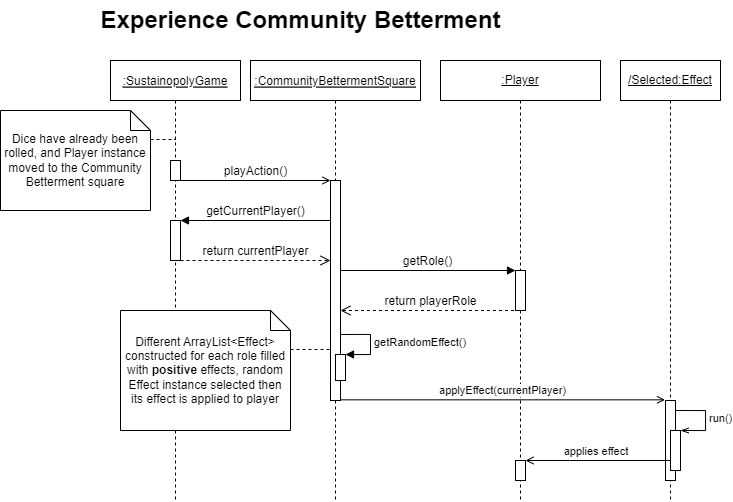 Experience Community Betterment
:SustainopolyGame
:CommunityBettermentSquare
:Player
/Selected:Effect
Dice have already been
rolled, and Player instance
moved to the Community
Betterment square
playAction()
getCurrentPlayer()
return currentPlayer
getRole()
return playerRole
Different ArrayList<Effect>
constructed for each role filled
with positive effects, random
Effect instance selected then
its effect is applied to player
getRandomEffect()
applyEffect(currentPlayer)
run()
applies effect